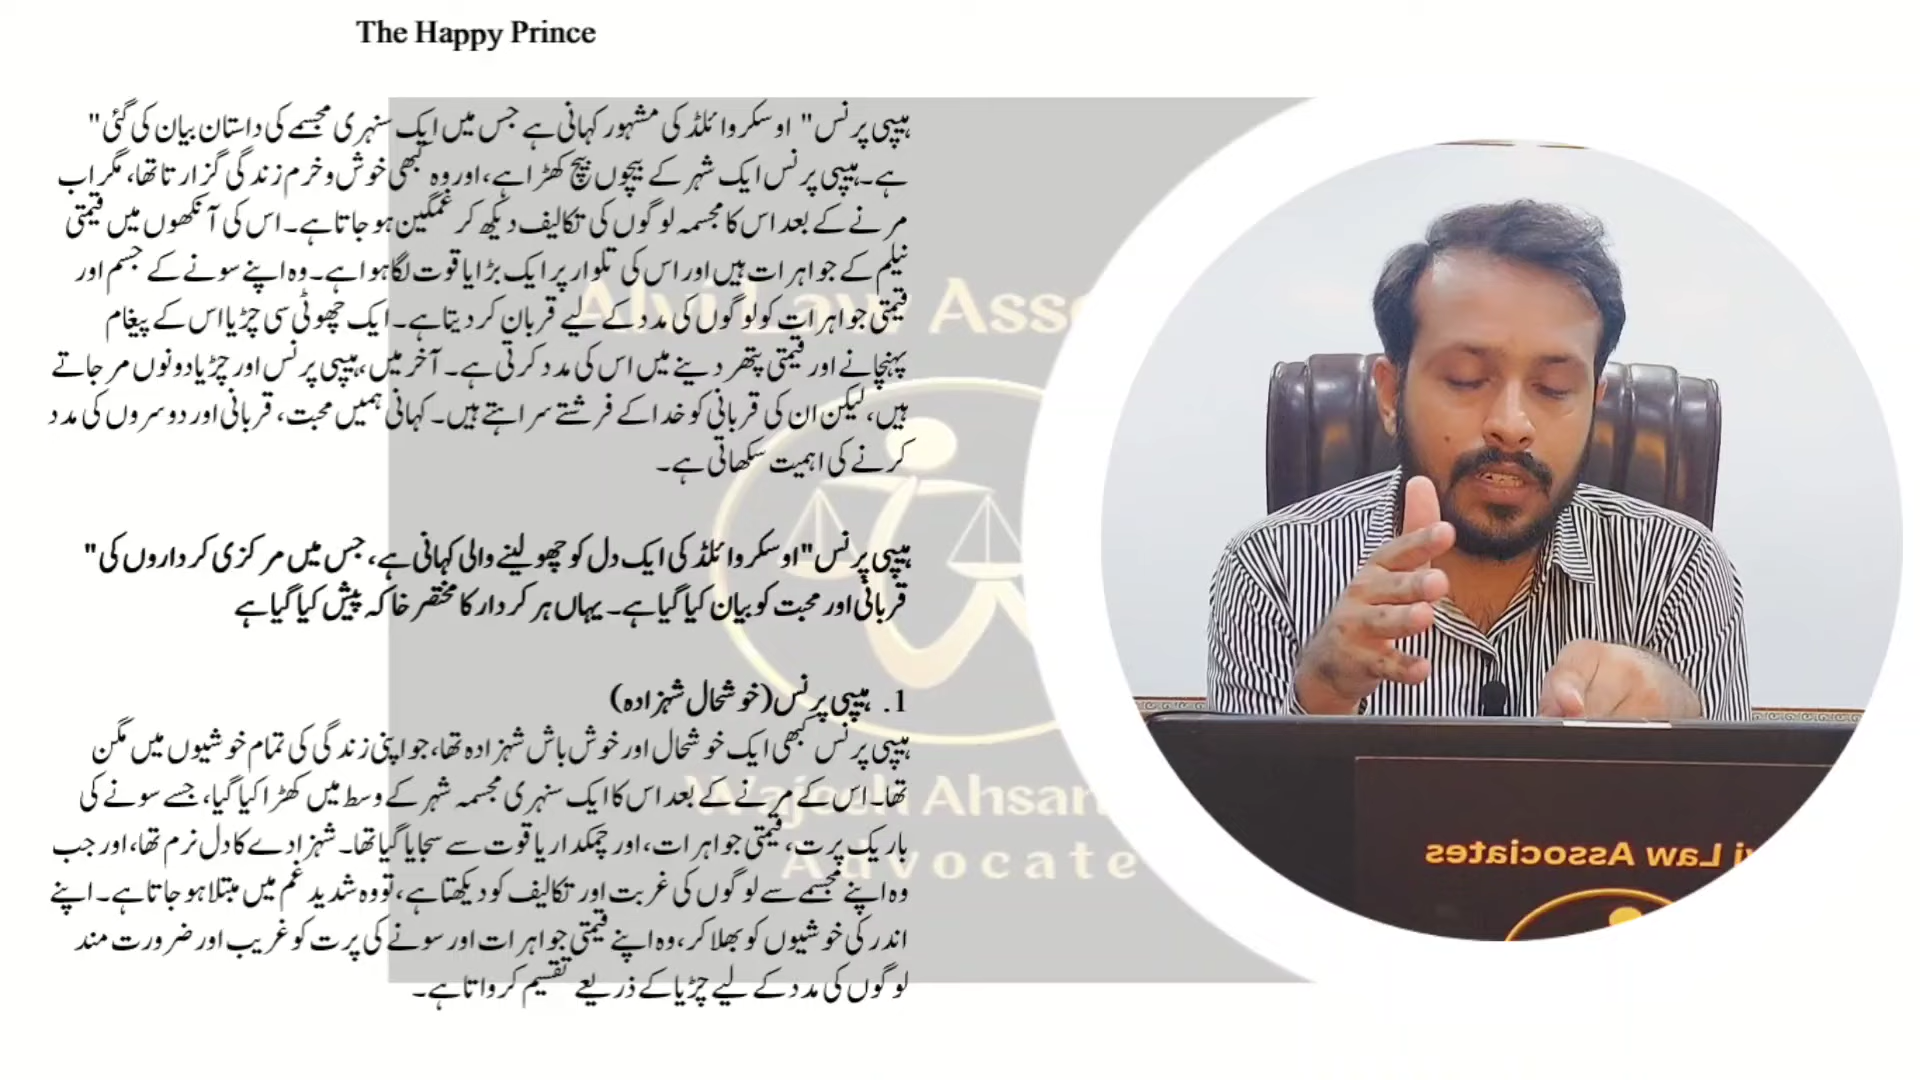 The Happy Prince
ہیپی پرنس" اوسکر وائلڈ کی مشہور کہانی ہے جس میں ایک سنہری مجسمے کی داستان بیان کی گئی"
ہے۔ ہیپی پرنس ایک شہر کے بیچوں بیچ کھڑا ہے، اور وہ کبھی خوش و خرم زندگی گزارتا تھا، مگر اب
مرنے کے بعد اس کا مجسمہ لوگوں کی تکالیف دیکھ کر غمگین ہو جاتا ہے۔ اس کی آنکھوں میں قیمتی
نیلم کے جواہرات ہیں اور اس کی تلوار پر ایک بڑا یاقوت لگا ہوا ہے۔ وہ اپنے سونے کے جسم اور
قیمتی جواہرات کو لوگوں کی مدد کے لیے قربان کر دیتا ہے۔ ایک چھوٹی سی چڑیا اس کے پیغام
پہنچانے اور قیمتی پتھر دینے میں اس کی مدد کرتی ہے۔ آخر میں، ہیپی پرنس اور چڑیا دونوں مر جاتے
ہیں، لیکن ان کی قربانی کو خدا کے فرشتے سراہتے ہیں۔ کہانی ہمیں محبت، قربانی اور دوسروں کی مدد
کرنے کی اہمیت سکھاتی ہے۔
ہیپی پرنس" اوسکر وائلڈ کی ایک دل کو چھو لینے والی کہانی ہے، جس میں مرکزی کرداروں کی"
قربانی اور محبت کو بیان کیا گیا ہے۔ یہاں ہر کردار کا مختصر خاکہ پیش کیا گیا ہے
1. ہیپی پرنس (خوشحال شہزادہ)
ہیپی پرنس کبھی ایک خوشحال اور خوش باش شہزادہ تھا، جو اپنی زندگی کی تمام خوشیوں میں مگن
تھا۔ اس کے مرنے کے بعد اس کا ایک سنہری مجسمہ شہر کے وسط میں کھڑا کیا گیا، جسے سونے کی
باریک پرت، قیمتی جواہرات، اور چمکدار یاقوت سے سجایا گیا تھا۔ شہزادے کا دل نرم تھا، اور جب
وہ اپنے مجسمے سے لوگوں کی غربت اور تکالیف کو دیکھتا ہے، تو وہ شدید غم میں مبتلا ہو جاتا ہے۔ اپنے
اندر کی خوشیوں کو بھلا کر، وہ اپنے قیمتی جواہرات اور سونے کی پرت کو غریب اور ضرورت مند
لوگوں کی مدد کے لیے چڑیا کے ذریعے تقسیم کرواتا ہے۔
Alvi Law Asso
Wajeeh Ahsan
Advocate
vi Law Associates